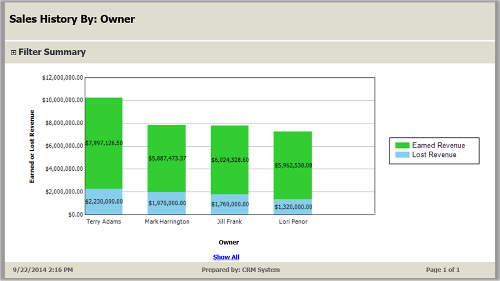 Sales History By: Owner
Filter Summary
Earned or Lost Revenue
$12,000,000.00
$10,000,000.00
$8,000,000.00
$6,000,000.00
$4,000,000.00
$2,000,000.00
$0.00
$7,997,126.50
$5,887,473.37
$6,024,328.60
$5,962,538.08
$2,230,000.00
$1,970,000.00
$1,760,000.00
$1,320,000.00
Terry Adams
Mark Harrington
Jill Frank
Lori Penor
Earned Revenue
Lost Revenue
Owner
Show All
9/22/2014 2:16 PM
Prepared by: CRM System
Page 1 of 1